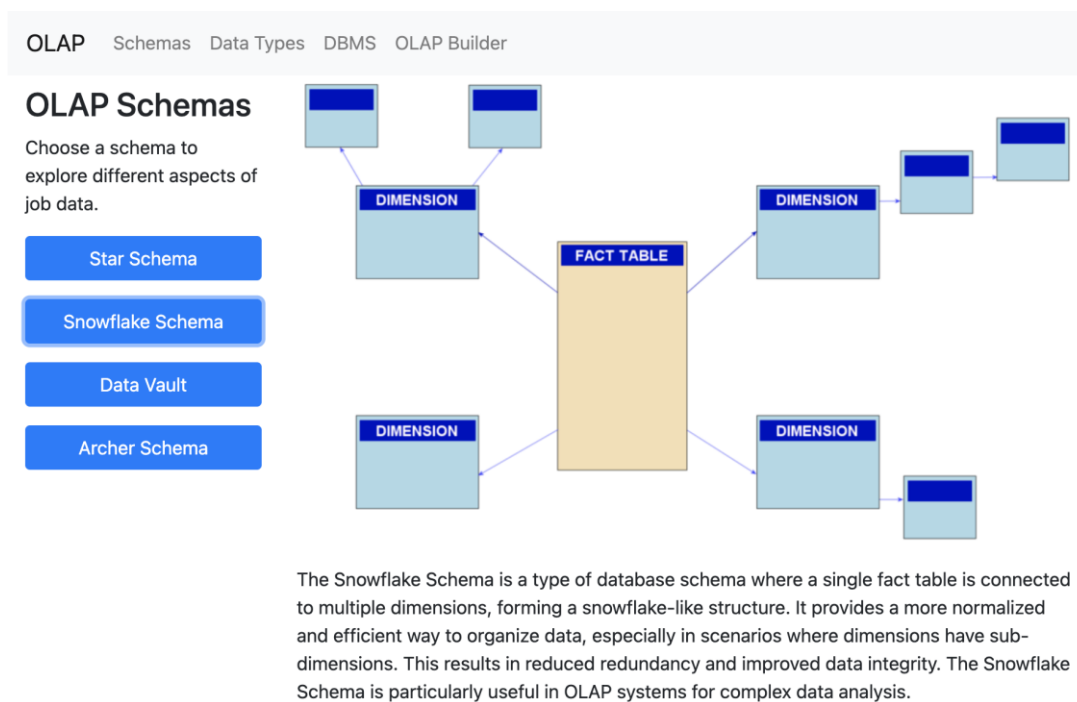 OLAP Schemas Data Types DBMS OLAP Builder
OLAP Schemas
Choose a schema to
explore different aspects of
job data.
Star Schema
Snowflake Schema
Data Vault
Archer Schema
DIMENSION
DIMENSION
FACT TABLE
DIMENSION
DIMENSION
The Snowflake Schema is a type of database schema where a single fact table is connected
to multiple dimensions, forming a snowflake-like structure. It provides a more normalized
and efficient way to organize data, especially in scenarios where dimensions have sub-
dimensions. This results in reduced redundancy and improved data integrity. The Snowflake
Schema is particularly useful in OLAP systems for complex data analysis.